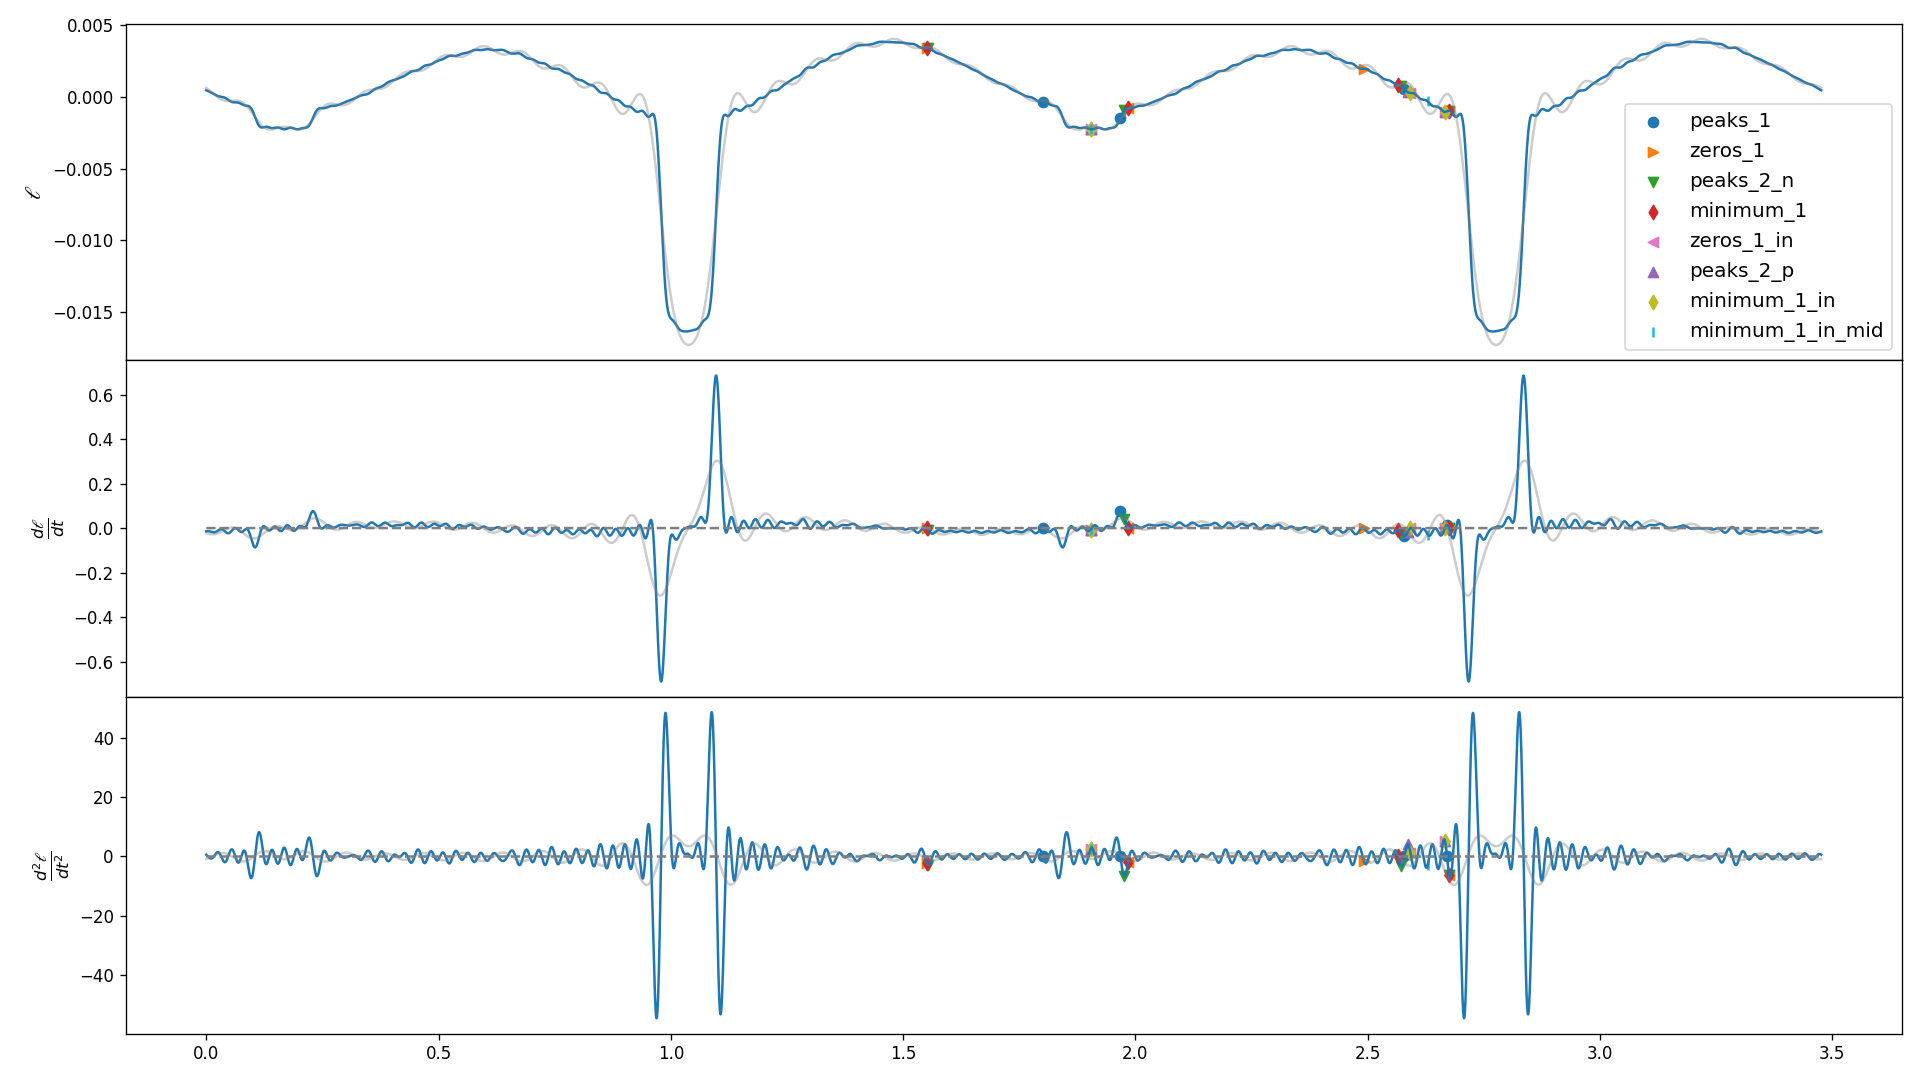 0.005
0.000
−0.005
−0.010
−0.015
ℓ
peaks_1
zeros_1
peaks_2_n
minimum_1
zeros_1_in
peaks_2_p
minimum_1_in
minimum_1_in_mid
0.6
0.4
0.2
0.0
−0.2
−0.4
−0.6
dℓ
dt
40
20
0
−20
−40
d²ℓ
dt²
0.0 0.5 1.0 1.5 2.0 2.5 3.0 3.5